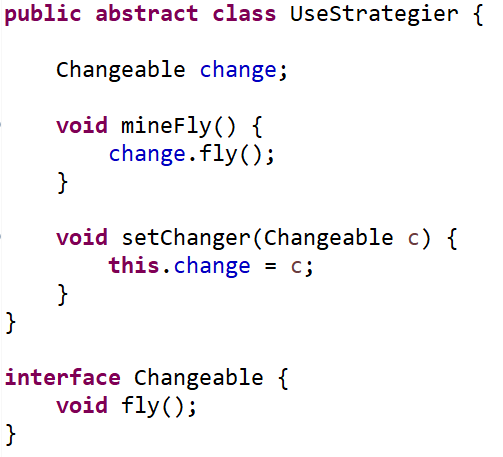 public abstract class UseStrategier {
Changeable change;
void mineFly() {
change.fly();
}
void setChanger(Changeable c) {
this.change = c;
}
}
interface Changeable {
void fly();
}